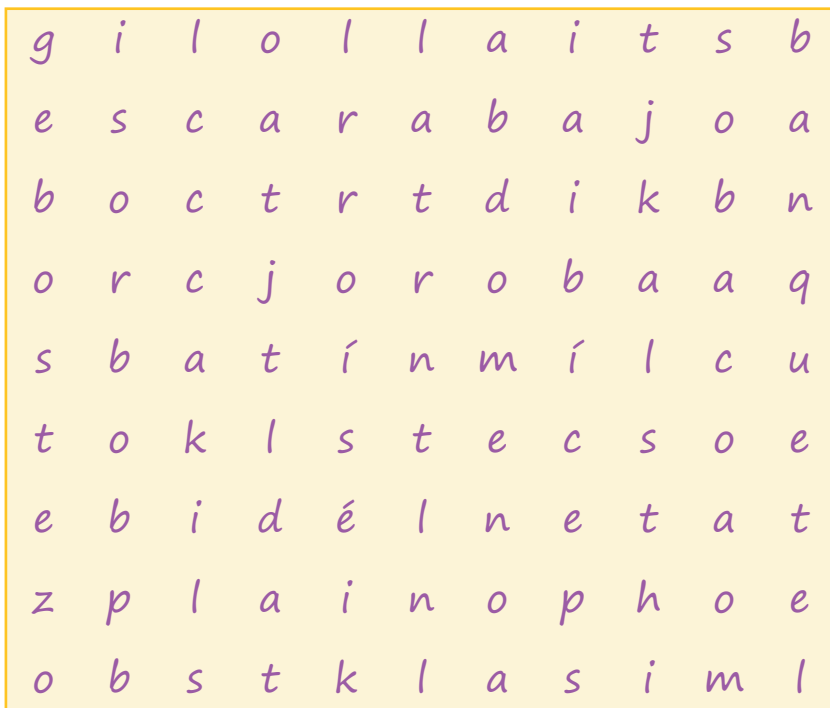 g i l o l l a i t s b
e s c a r a b a j o a
b o c t r t d i k b n
o r c j o r o b a a q
s b a t í n m í l c u
t o k l s t e c s o e
e b i d é l n e t a t
z p l a i n o p h o e
o b s t k l a s i m l